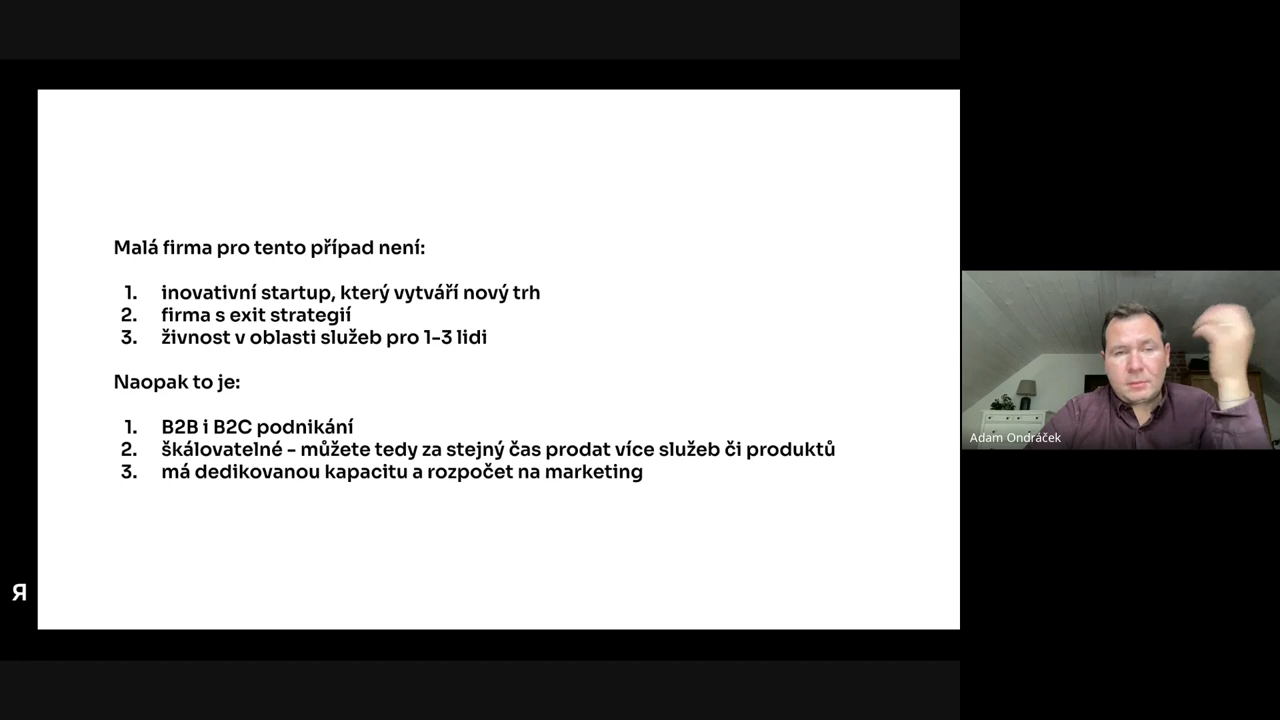 Malá firma pro tento případ není:
1. inovativní startup, který vytváří nový trh
2. firma s exit strategií
3. živnost v oblasti služeb pro 1-3 lidi
Naopak to je:
1. B2B i B2C podnikání
2. škálovatelné - můžete tedy za stejný čas prodat více služeb či produktů
3. má dedikovanou kapacitu a rozpočet na marketing
Я
Adam Ondráček